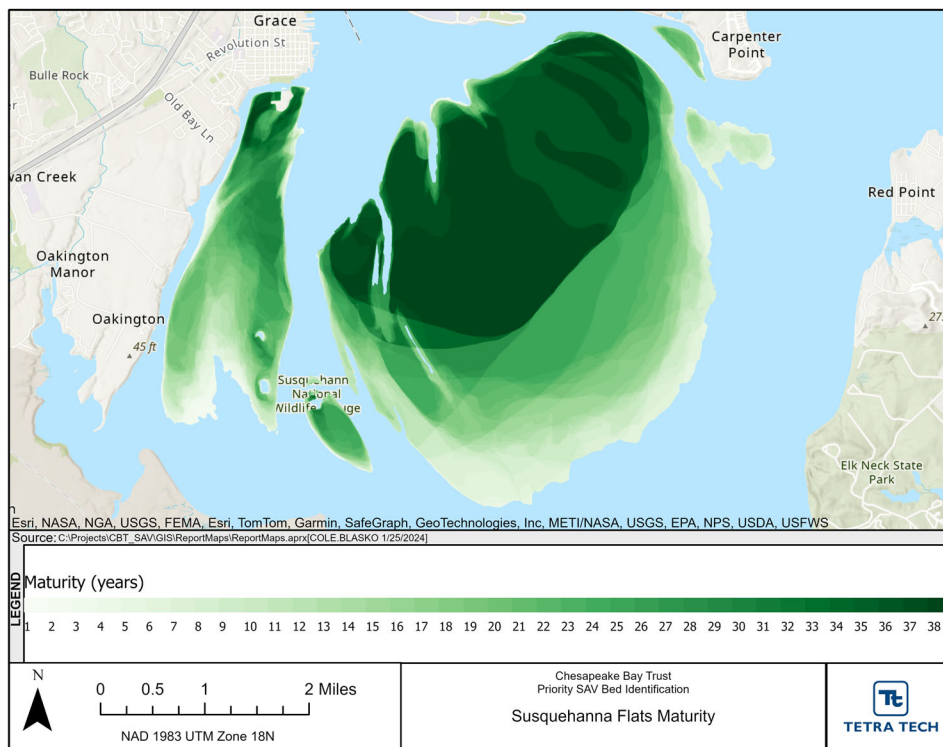 Grace
Revolution St
Carpenter
Point
Bulle Rock
Old Bay Ln
er
wan Creek
Red Point
Oakington
Manor
Oakington
45 ft
27
Susquehann
National
Wildlife Refuge
Elk Neck State
Park
n
Esri, NASA, NGA, USGS, FEMA, Esri, TomTom, Garmin, SafeGraph, GeoTechnologies, Inc, METI/NASA, USGS, EPA, NPS, USDA, USFWS
Source: C:\Projects\CBT_SAV\GIS\ReportMaps\ReportMaps.aprx[COLE.BLASKO 1/25/2024]
LEGEND
Maturity (years)
1 2 3 4 5 6 7 8 9 10 11 12 13 14 15 16 17 18 19 20 21 22 23 24 25 26 27 28 29 30 31 32 33 34 35 36 37 38
N
0 0.5 1 2 Miles
NAD 1983 UTM Zone 18N
Chesapeake Bay Trust
Priority SAV Bed Identification
Susquehanna Flats Maturity
Tt
TETRA TECH